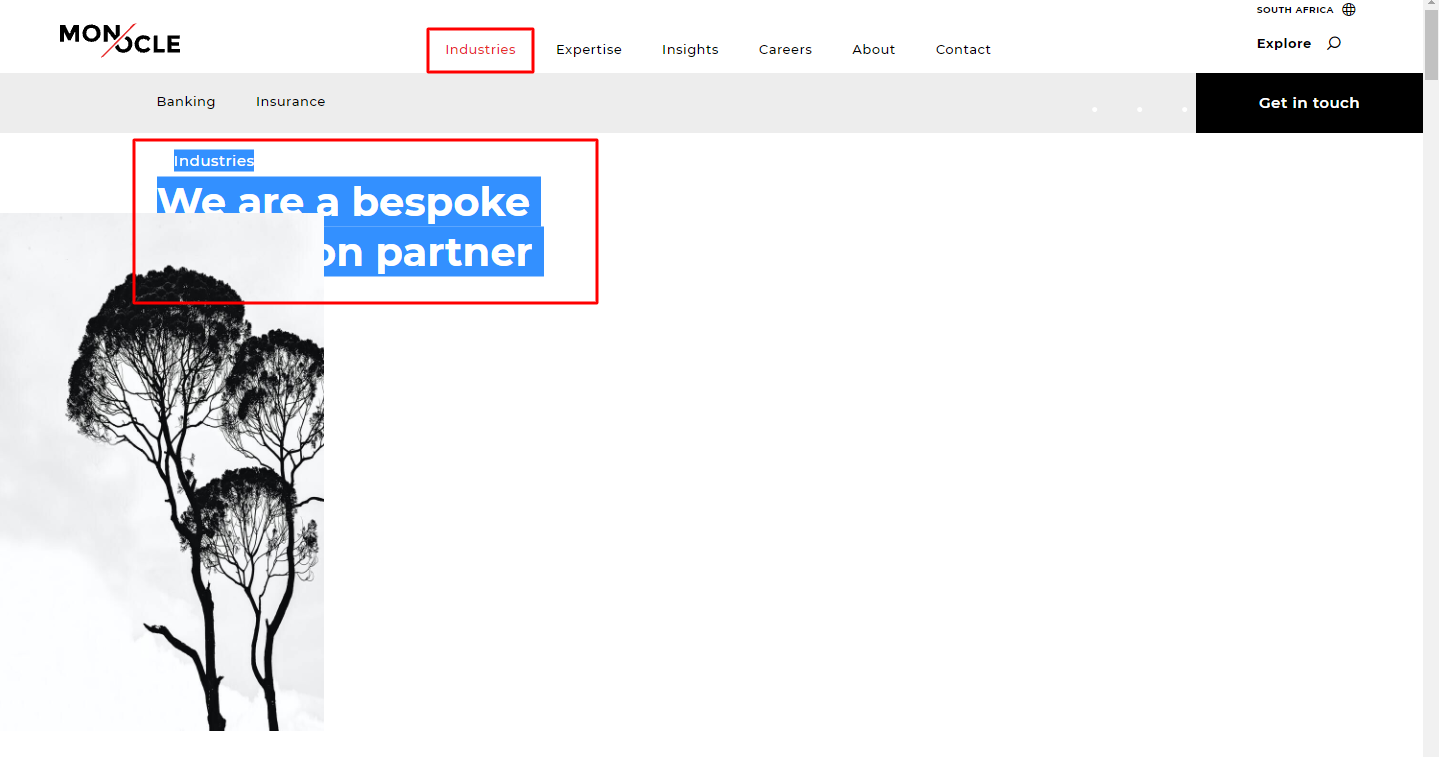 SOUTH AFRICA
MONOCLE
Industries Expertise Insights Careers About Contact
Explore
Banking Insurance
Get in touch
Industries
We are a bespoke
on partner